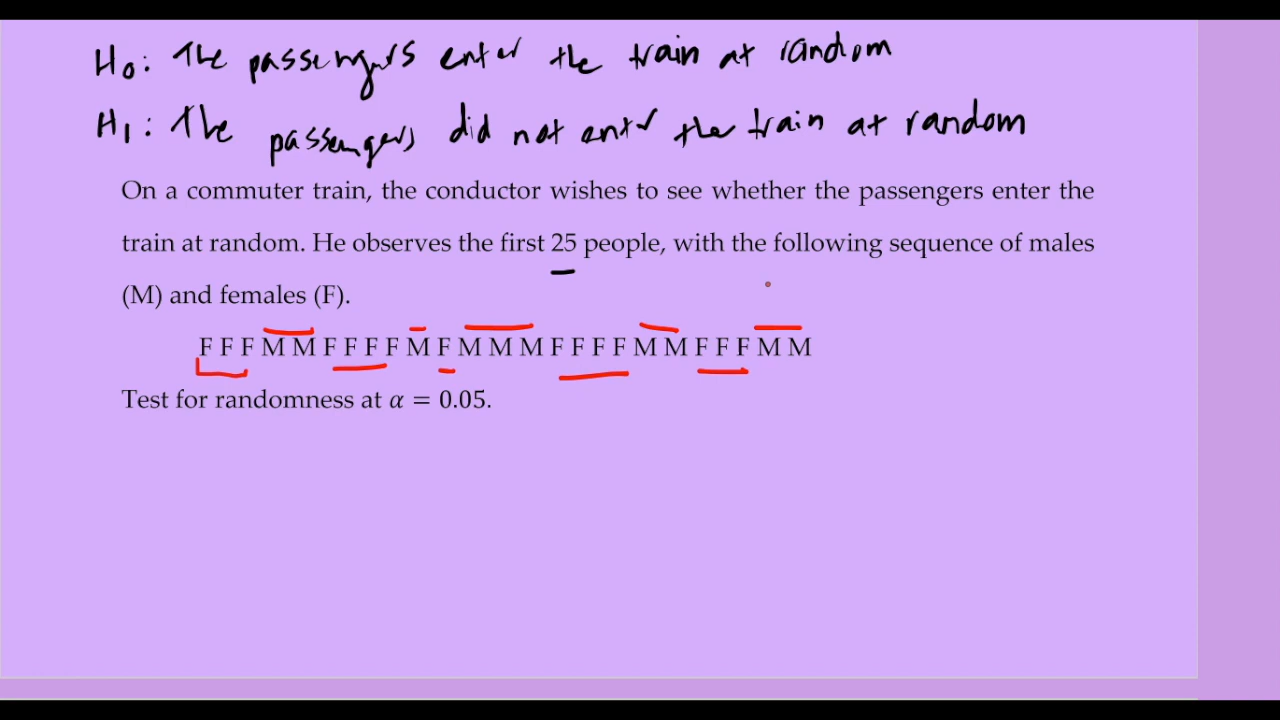 H₀: The passengers enter the train at random
H₁: The passengers did not enter the train at random
On a commuter train, the conductor wishes to see whether the passengers enter the
train at random. He observes the first 25 people, with the following sequence of males
(M) and females (F).
F F F M M F F F F M F M M M F F F F M M F F F M M
Test for randomness at α = 0.05.